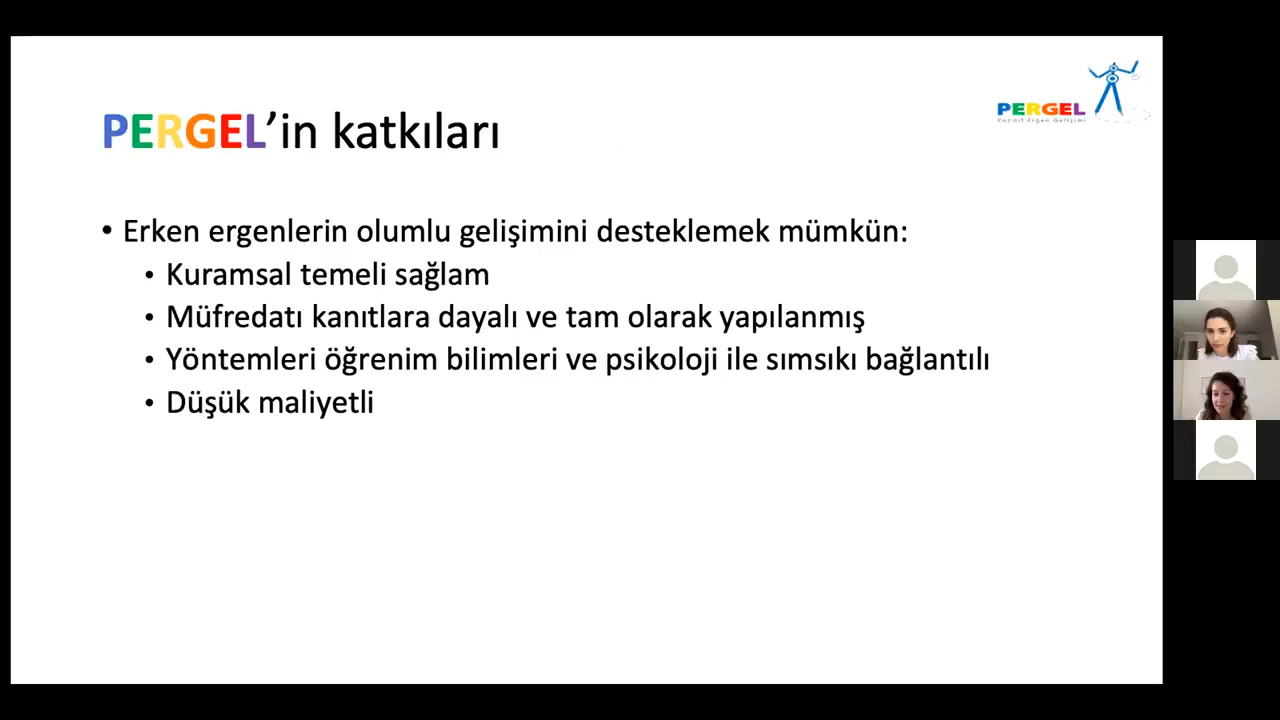 PERGEL
Pozitif Ergen Gelişimi
PERGEL’in katkıları
• Erken ergenlerin olumlu gelişimini desteklemek mümkün:
• Kuramsal temeli sağlam
• Müfredatı kanıtlara dayalı ve tam olarak yapılanmış
• Yöntemleri öğrenim bilimleri ve psikoloji ile sımsıkı bağlantılı
• Düşük maliyetli